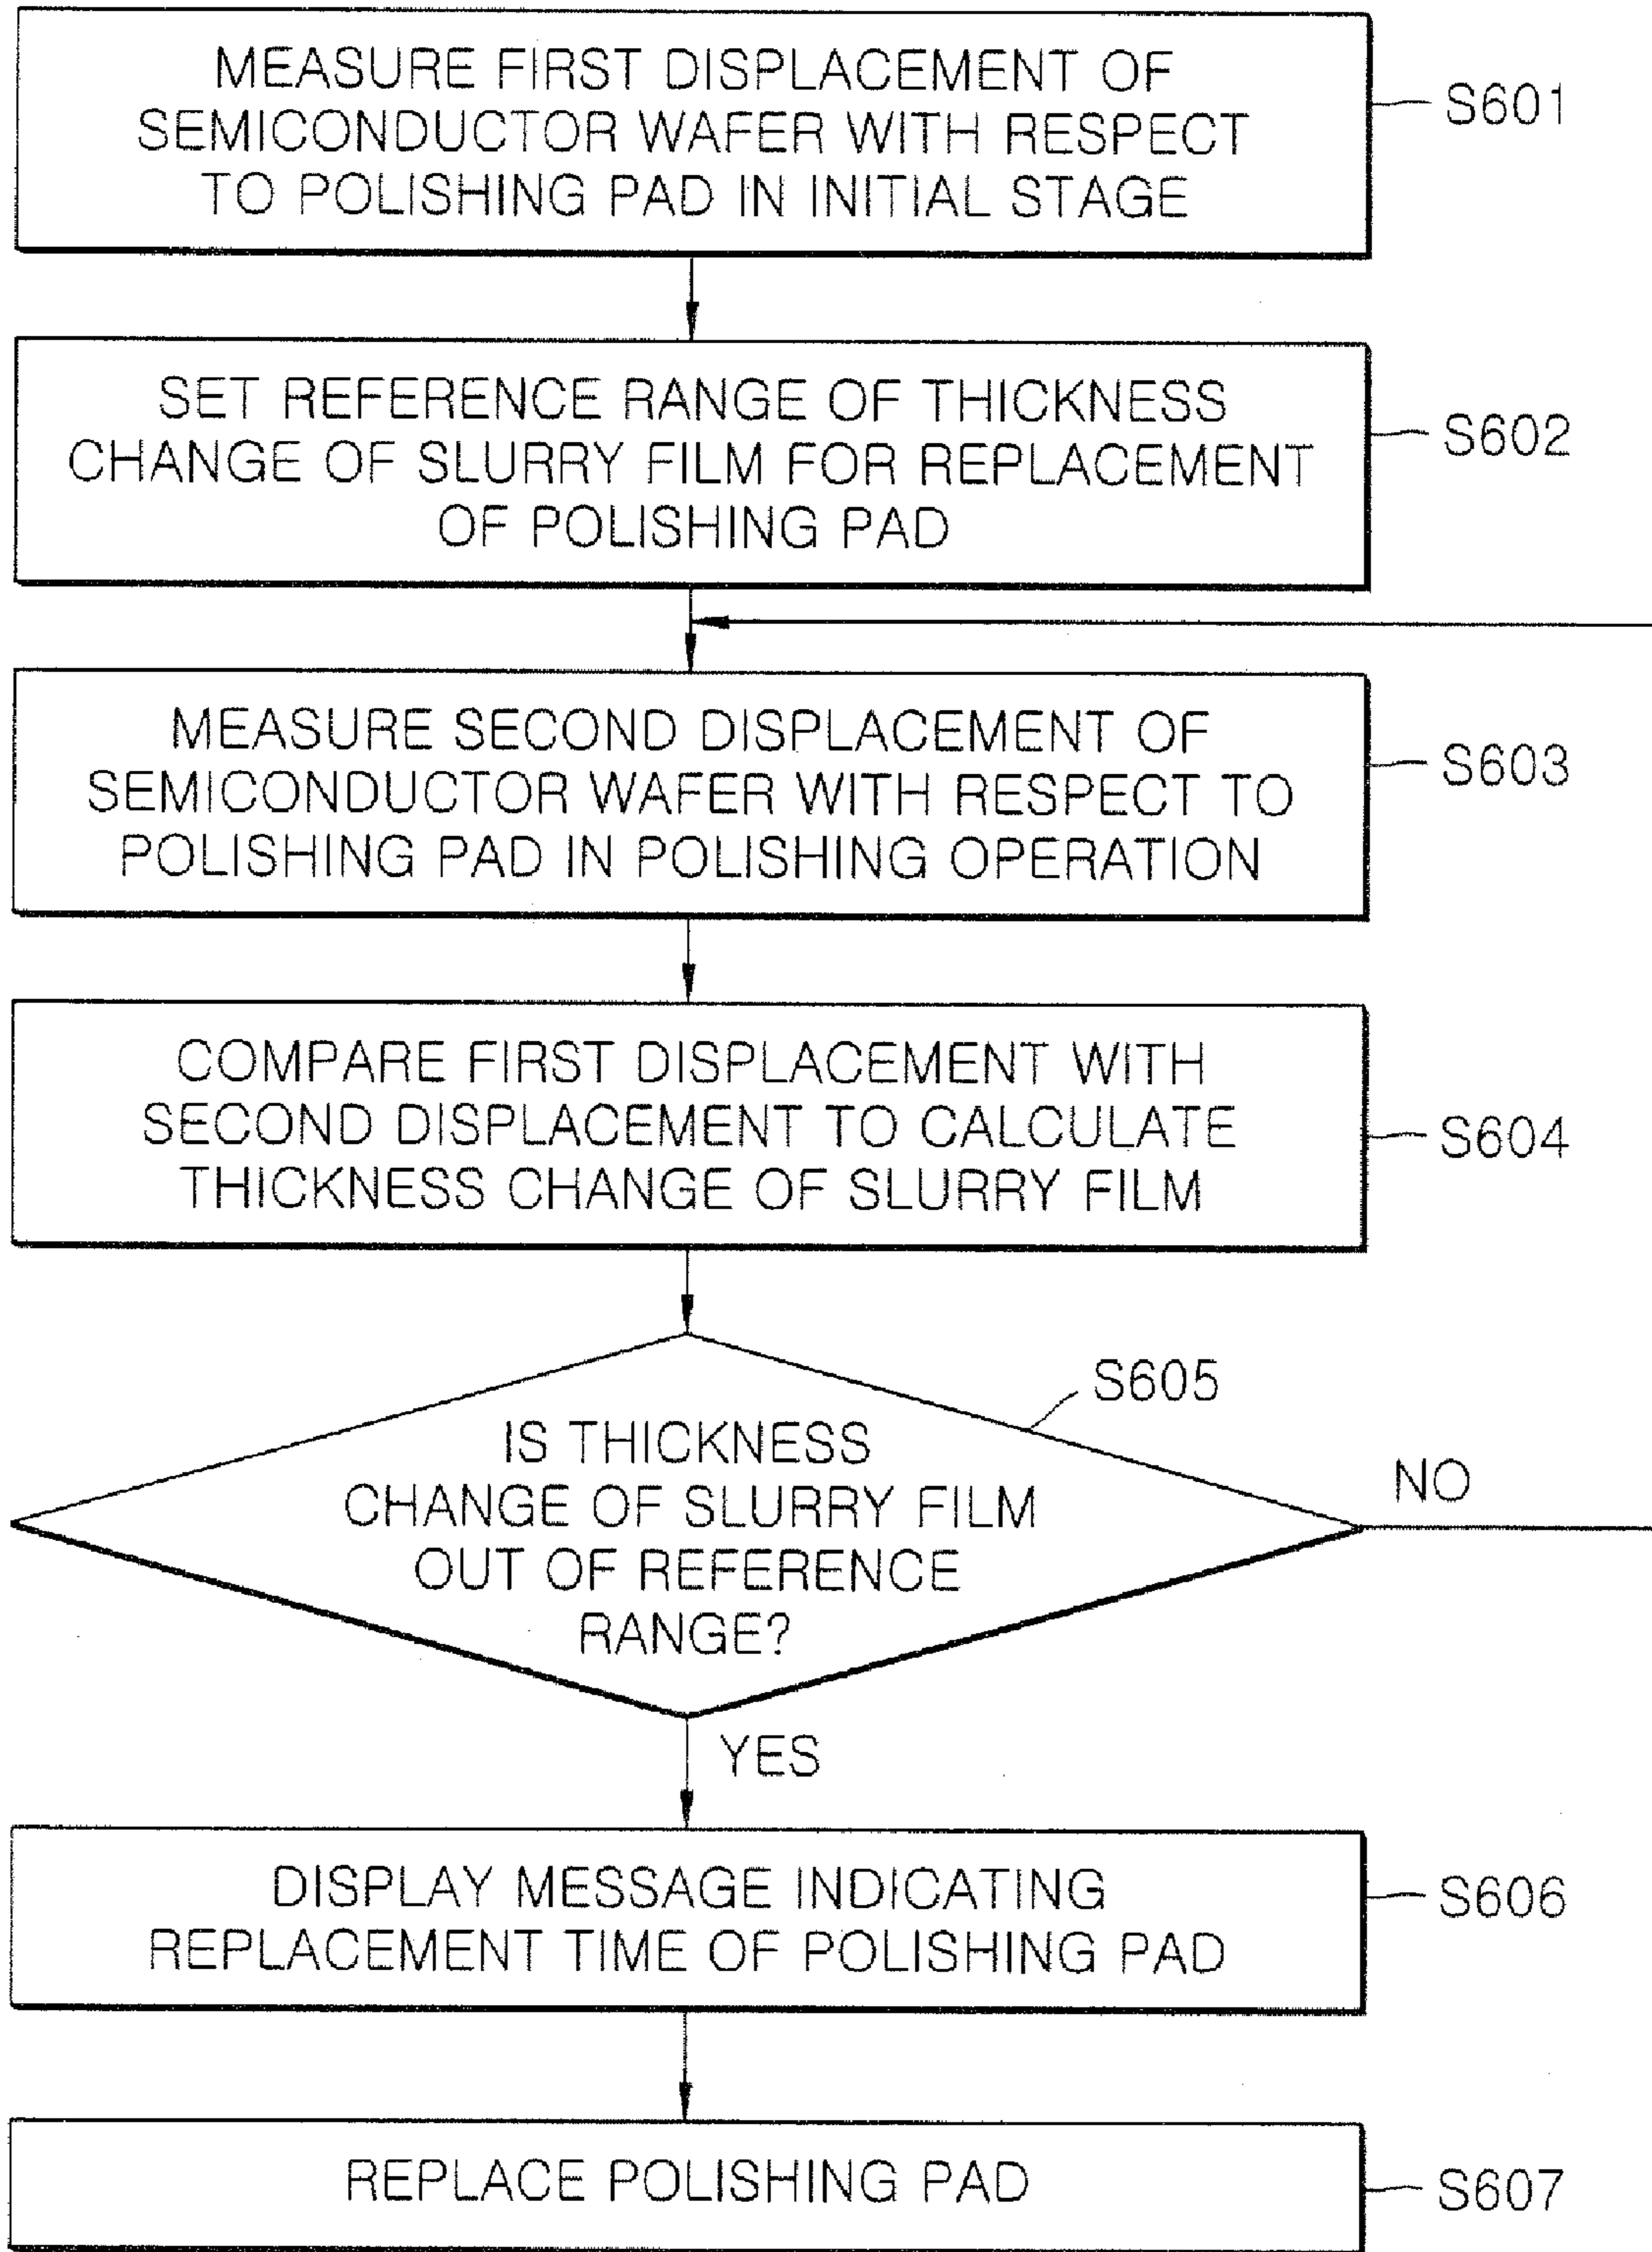 MEASURE FIRST DISPLACEMENT OF
SEMICONDUCTOR WAFER WITH RESPECT
TO POLISHING PAD IN INITIAL STAGE
S601
SET REFERENCE RANGE OF THICKNESS
CHANGE OF SLURRY FILM FOR REPLACEMENT
OF POLISHING PAD
S602
MEASURE SECOND DISPLACEMENT OF
SEMICONDUCTOR WAFER WITH RESPECT TO
POLISHING PAD IN POLISHING OPERATION
S603
COMPARE FIRST DISPLACEMENT WITH
SECOND DISPLACEMENT TO CALCULATE
THICKNESS CHANGE OF SLURRY FILM
S604
S605
IS THICKNESS
CHANGE OF SLURRY FILM
OUT OF REFERENCE
RANGE?
NO
YES
DISPLAY MESSAGE INDICATING
REPLACEMENT TIME OF POLISHING PAD
S606
REPLACE POLISHING PAD
S607